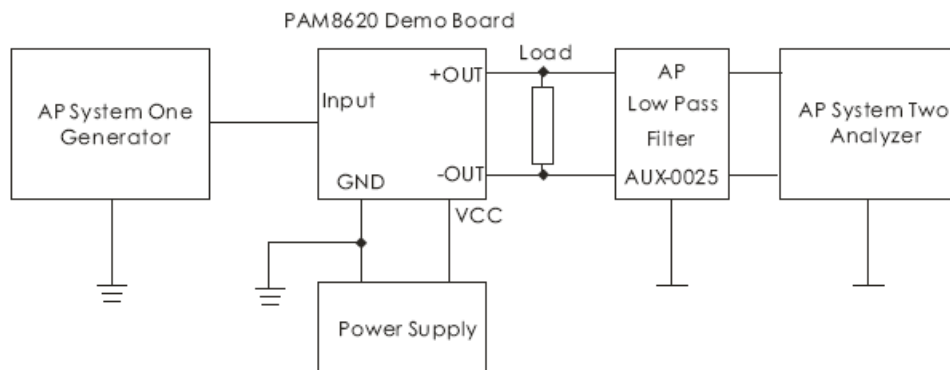 PAM8620 Demo Board
AP System One
Generator
Input
+OUT
-OUT
GND
VCC
Load
AP
Low Pass
Filter
AUX-0025
AP System Two
Analyzer
Power Supply